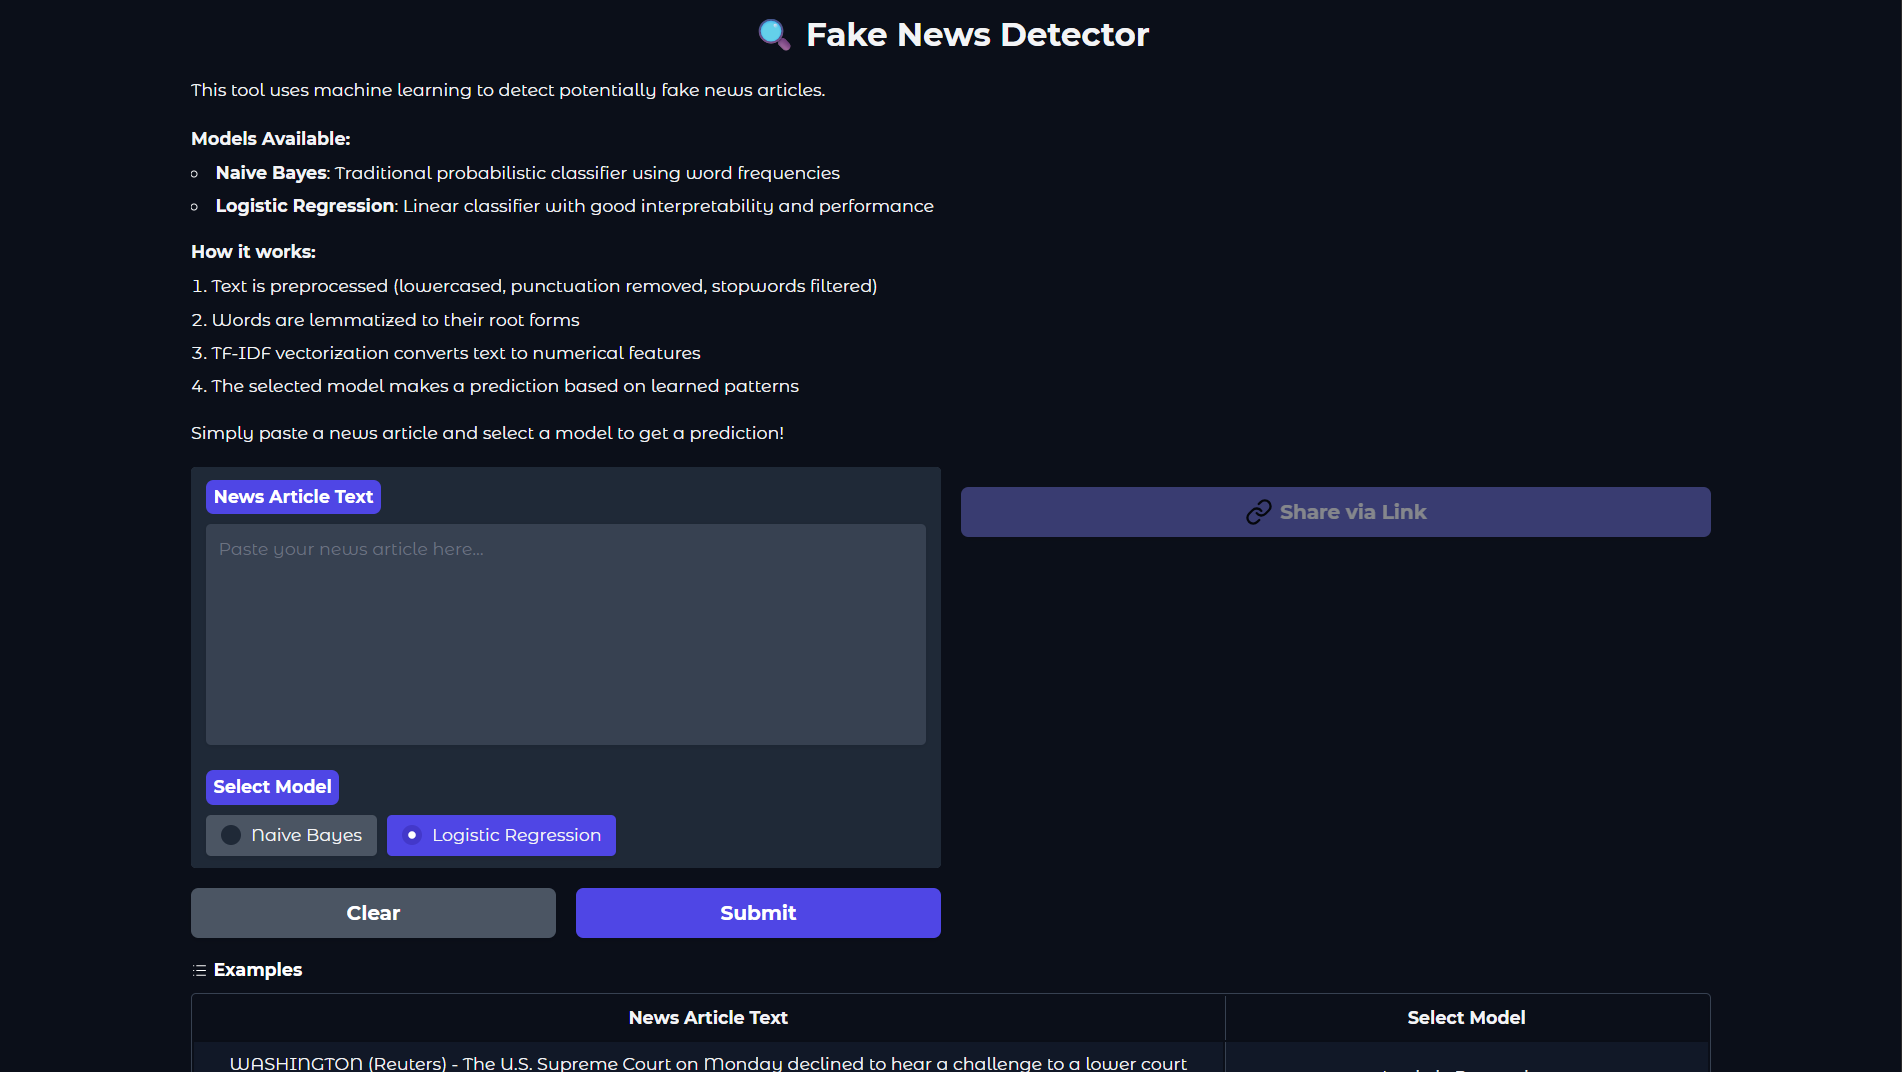 Fake News Detector
This tool uses machine learning to detect potentially fake news articles.
Models Available:
Naive Bayes: Traditional probabilistic classifier using word frequencies
Logistic Regression: Linear classifier with good interpretability and performance
How it works:
1. Text is preprocessed (lowercased, punctuation removed, stopwords filtered)
2. Words are lemmatized to their root forms
3. TF-IDF vectorization converts text to numerical features
4. The selected model makes a prediction based on learned patterns
Simply paste a news article and select a model to get a prediction!
News Article Text
Paste your news article here...
Share via Link
Select Model
Naive Bayes
Logistic Regression
Clear
Submit
Examples
News Article Text
Select Model
WASHINGTON (Reuters) - The U.S. Supreme Court on Monday declined to hear a challenge to a lower court